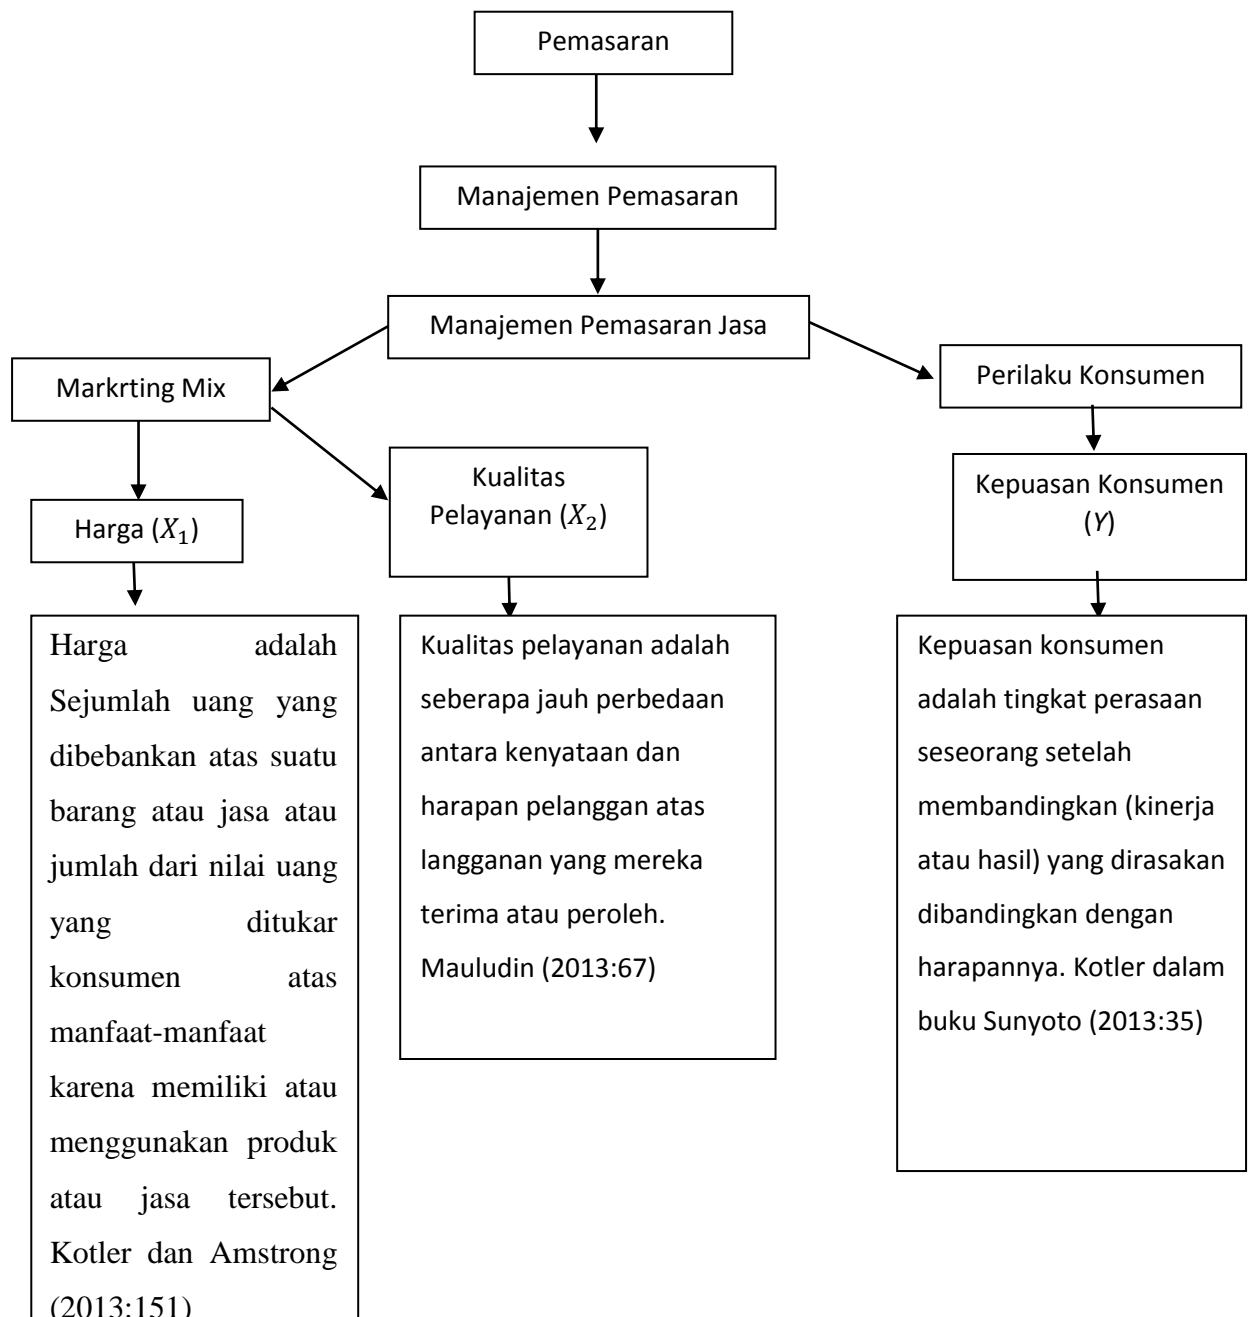 Pemasaran
Manajemen Pemasaran
Manajemen Pemasaran Jasa
Markrting Mix
Perilaku Konsumen
Harga (X₁)
Kualitas
Pelayanan (X₂)
Kepuasan Konsumen
(Y)
Harga adalah
Sejumlah uang yang
dibebankan atas suatu
barang atau jasa atau
jumlah dari nilai uang
yang ditukar
konsumen atas
manfaat-manfaat
karena memiliki atau
menggunakan produk
atau jasa tersebut.
Kotler dan Amstrong
(2013:151)
Kualitas pelayanan adalah
seberapa jauh perbedaan
antara kenyataan dan
harapan pelanggan atas
langganan yang mereka
terima atau peroleh.
Mauludin (2013:67)
Kepuasan konsumen
adalah tingkat perasaan
seseorang setelah
membandingkan (kinerja
atau hasil) yang dirasakan
dibandingkan dengan
harapannya. Kotler dalam
buku Sunyoto (2013:35)